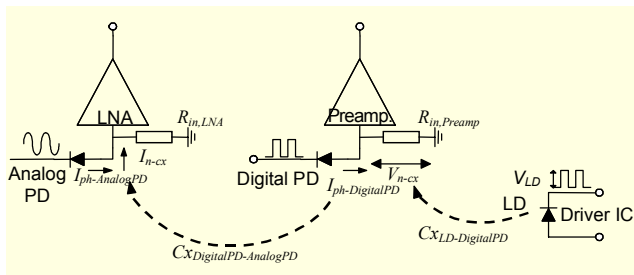 LNA
R_in,LNA
I_n-cx
Analog
PD
I_ph-AnalogPD
Cx_DigitalPD-AnalogPD
Preamp.
R_in,Preamp
Digital PD
I_ph-DigitalPD
V_n-cx
Cx_LD-DigitalPD
V_LD
LD
Driver IC